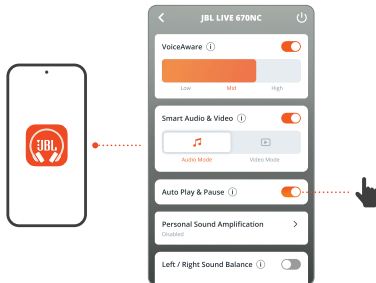 JBL LIVE 670NC
VoiceAware
Low Mid High
Smart Audio & Video
Audio Mode Video Mode
Auto Play & Pause
Personal Sound Amplification
Disabled
Left / Right Sound Balance
JBL